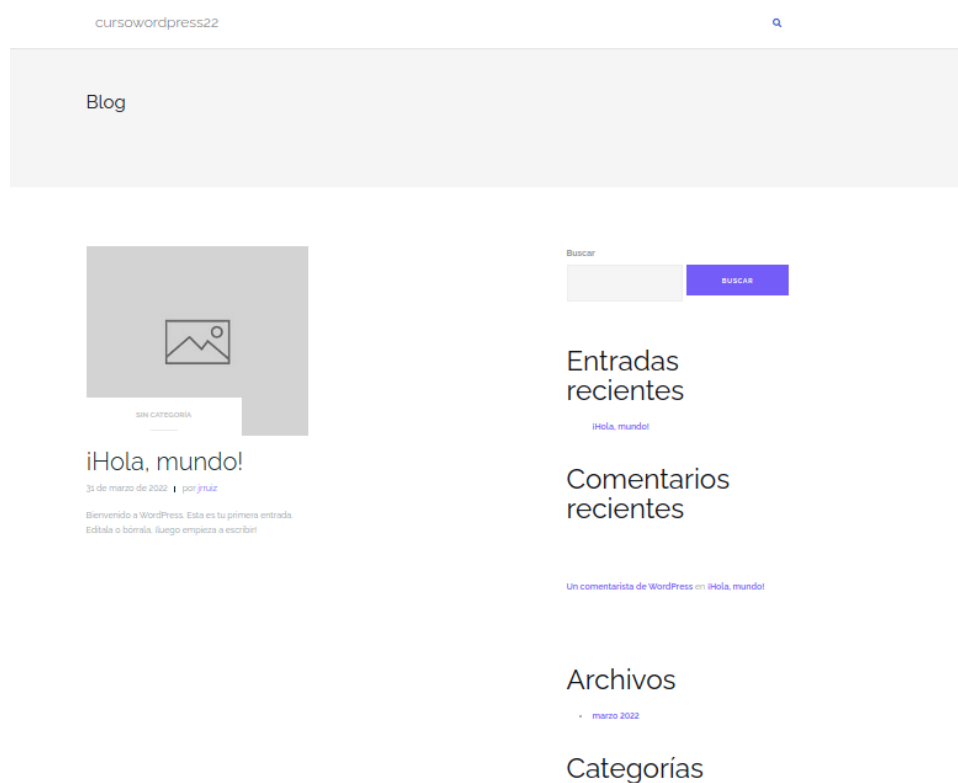 cursowordpress22
Blog
SIN CATEGORÍA
¡Hola, mundo!
31 de marzo de 2022 por jrruiz
Bienvenido a WordPress. Esta es tu primera entrada.
Edítala o bórrala, ¡luego empieza a escribir!
Buscar
BUSCAR
Entradas
recientes
¡Hola, mundo!
Comentarios
recientes
Un comentarista de WordPress en ¡Hola, mundo!
Archivos
marzo 2022
Categorías